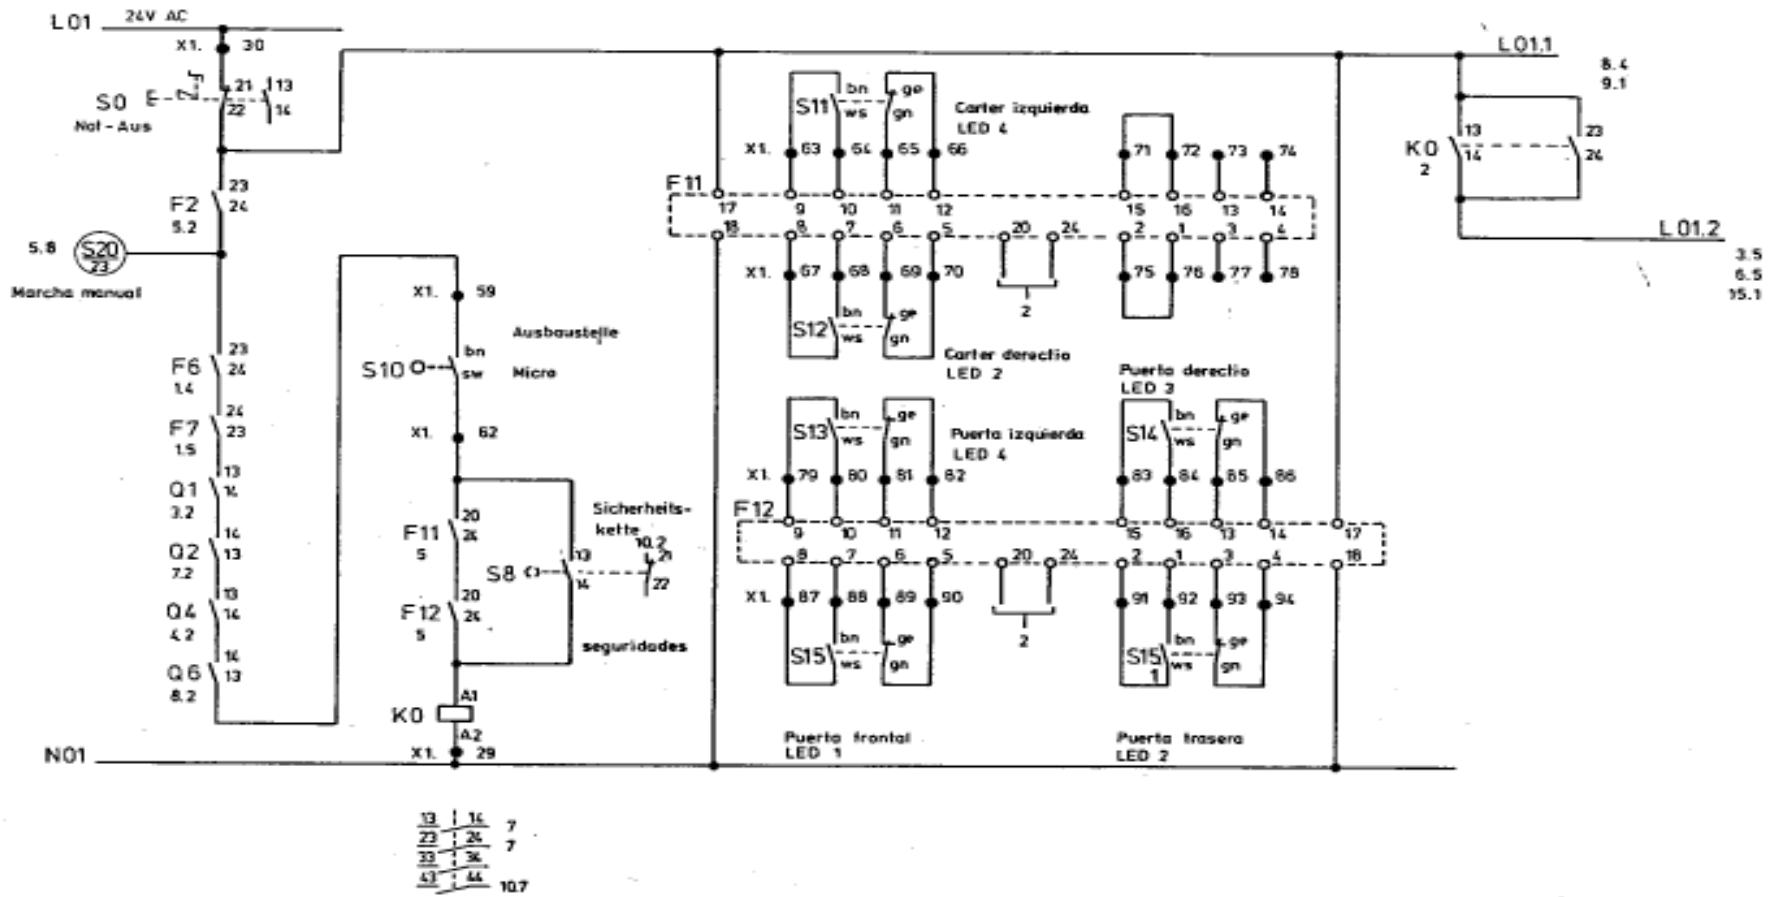 L01
24V AC
X1. 30
21
13
S0
22
14
Not-Aus
23
F2
24
5.2
5.8
S20
23
Marcha manual
23
F6
24
1.4
24
F7
23
1.5
13
Q1
14
3.2
14
Q2
13
7.2
13
Q4
14
4.2
14
Q6
13
8.2
N01
X1. 59
Ausbaustelle
bn
S10
sw
Micro
X1. 62
20
F11
24
5
Sicherheits-
kette
10.2
13
21
S8
14
22
20
F12
24
5
seguridades
A1
K0
A2
X1. 29
13 14 7
23 24 7
33 34
43 44 10.7
bn
ge
S11
ws
gn
Carter izquierda
LED 4
X1. 63 64 65 66
71 72 73 74
F11
17 9 10 11 12 15 16 13 14
18 8 7 6 5 20 24 2 1 3 4
X1. 67 68 69 70
75 76 77 78
2
bn
ge
S12
ws
gn
Carter derectio
LED 2
Puerta derectio
LED 3
bn
ge
S13
ws
gn
Puerta izquierda
LED 4
bn
ge
S14
ws
gn
X1. 79 80 81 82
83 84 85 86
F12
9 10 11 12 15 16 13 14 17
8 7 6 5 20 24 2 1 3 4 18
X1. 87 88 89 90
91 92 93 94
2
bn
ge
S15
ws
gn
bn
ge
S15
1
ws
gn
Puerta frontal
LED 1
Puerta trasera
LED 2
L01.1
8.4
9.1
13
23
K0
14
24
2
L01.2
3.5
6.5
15.1